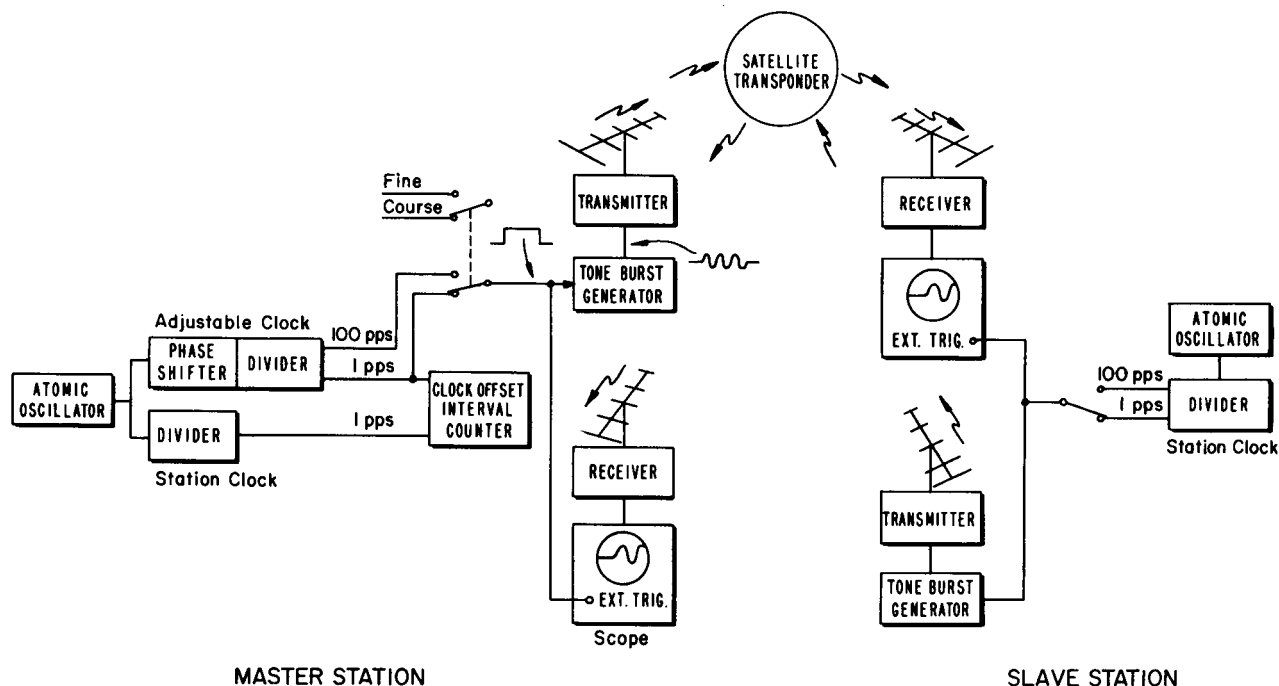 SATELLITE
TRANSPONDER
Fine
Course
TRANSMITTER
TONE BURST
GENERATOR
Adjustable Clock
PHASE
SHIFTER
DIVIDER
100 pps
1 pps
ATOMIC
OSCILLATOR
DIVIDER
1 pps
Station Clock
CLOCK OFFSET
INTERVAL
COUNTER
RECEIVER
EXT. TRIG.
Scope
MASTER STATION
RECEIVER
EXT. TRIG.
ATOMIC
OSCILLATOR
100 pps
1 pps
DIVIDER
Station Clock
TRANSMITTER
TONE BURST
GENERATOR
SLAVE STATION